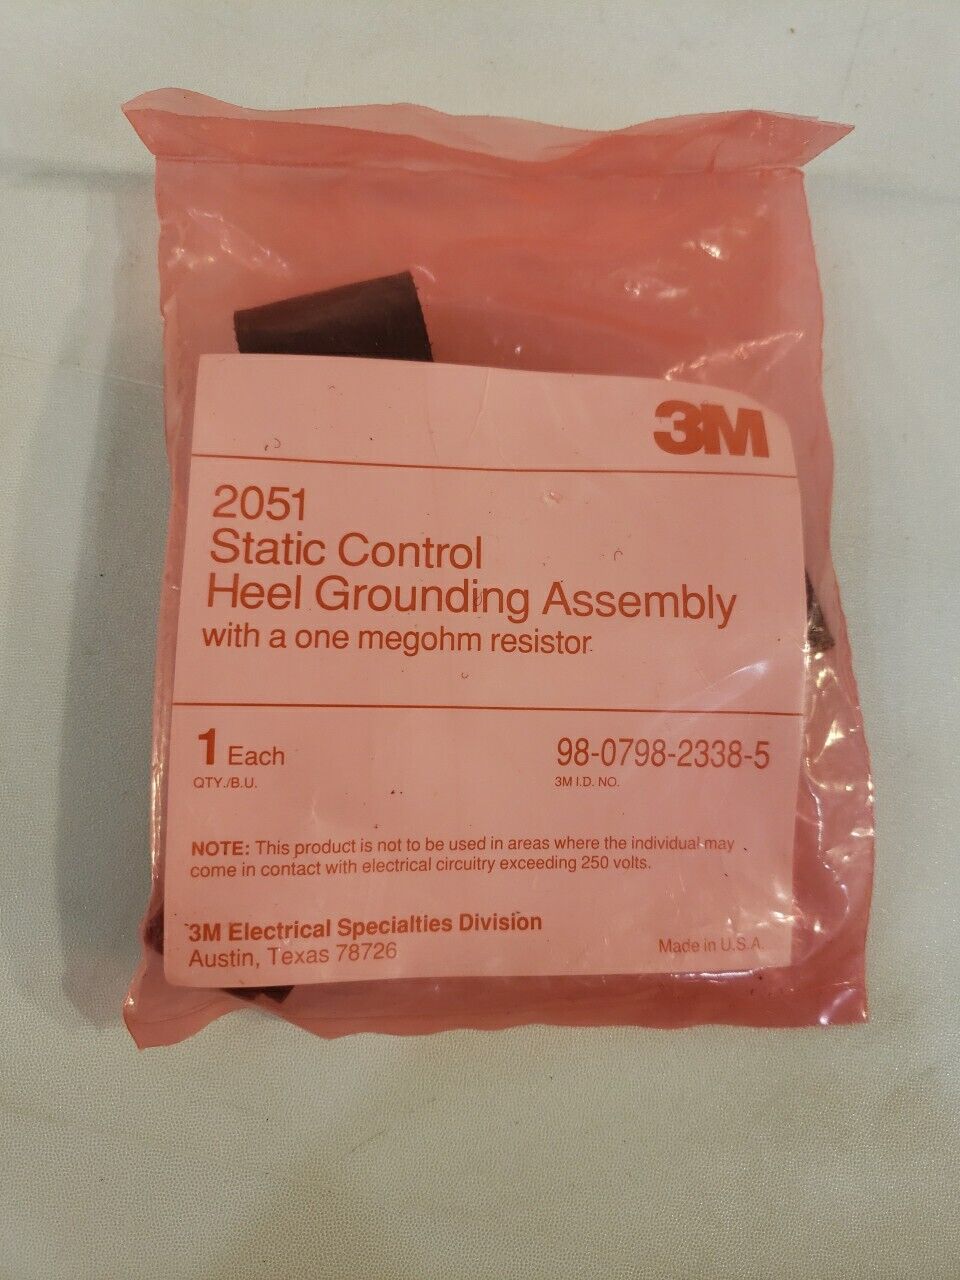 3M
2051
Static Control
Heel Grounding Assembly
with a one megohm resistor
1 Each
98-0798-2338-5
QTY./B.U.
3M I.D. NO.
NOTE: This product is not to be used in areas where the individual may
come in contact with electrical circuitry exceeding 250 volts.
3M Electrical Specialties Division
Austin, Texas 78726
Made in U.S.A.